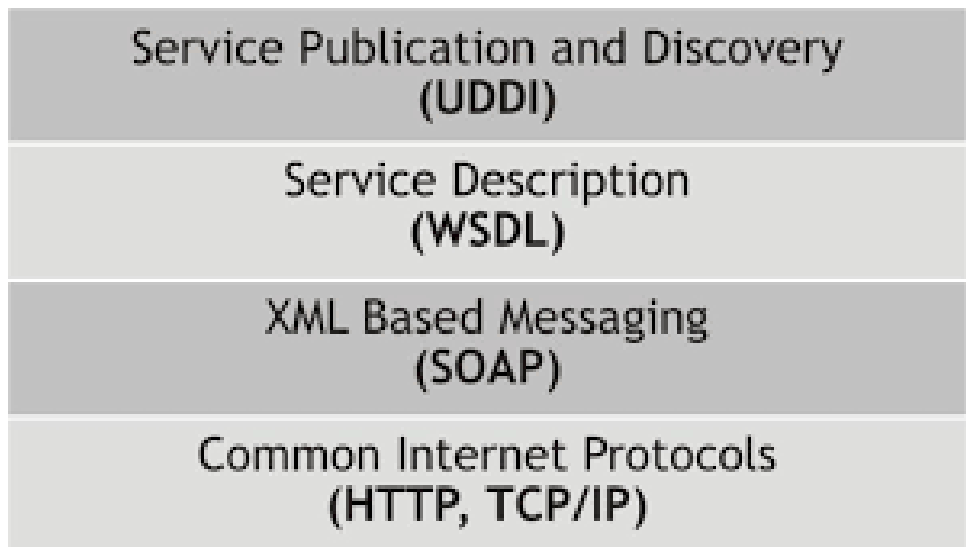 Service Publication and Discovery
(UDDI)
Service Description
(WSDL)
XML Based Messaging
(SOAP)
Common Internet Protocols
(HTTP, TCP/IP)